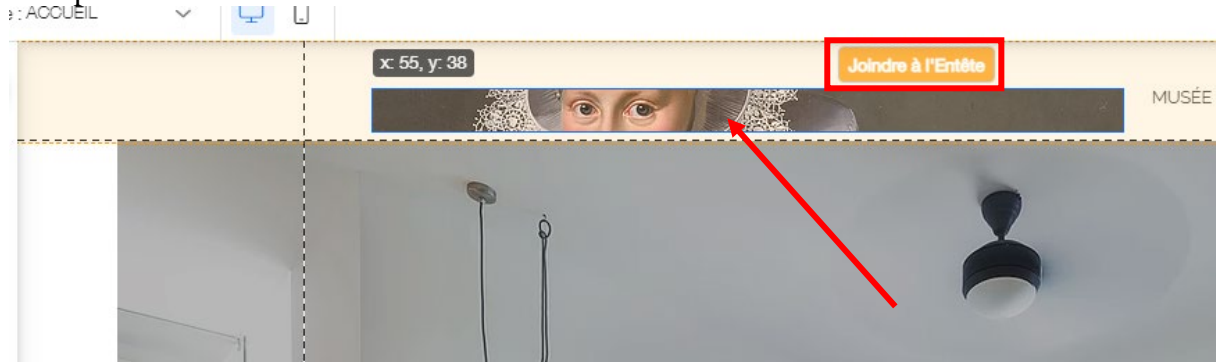 : ACCUEIL
x: 55, y: 38
Joindre à l'Entête
MUSÉE